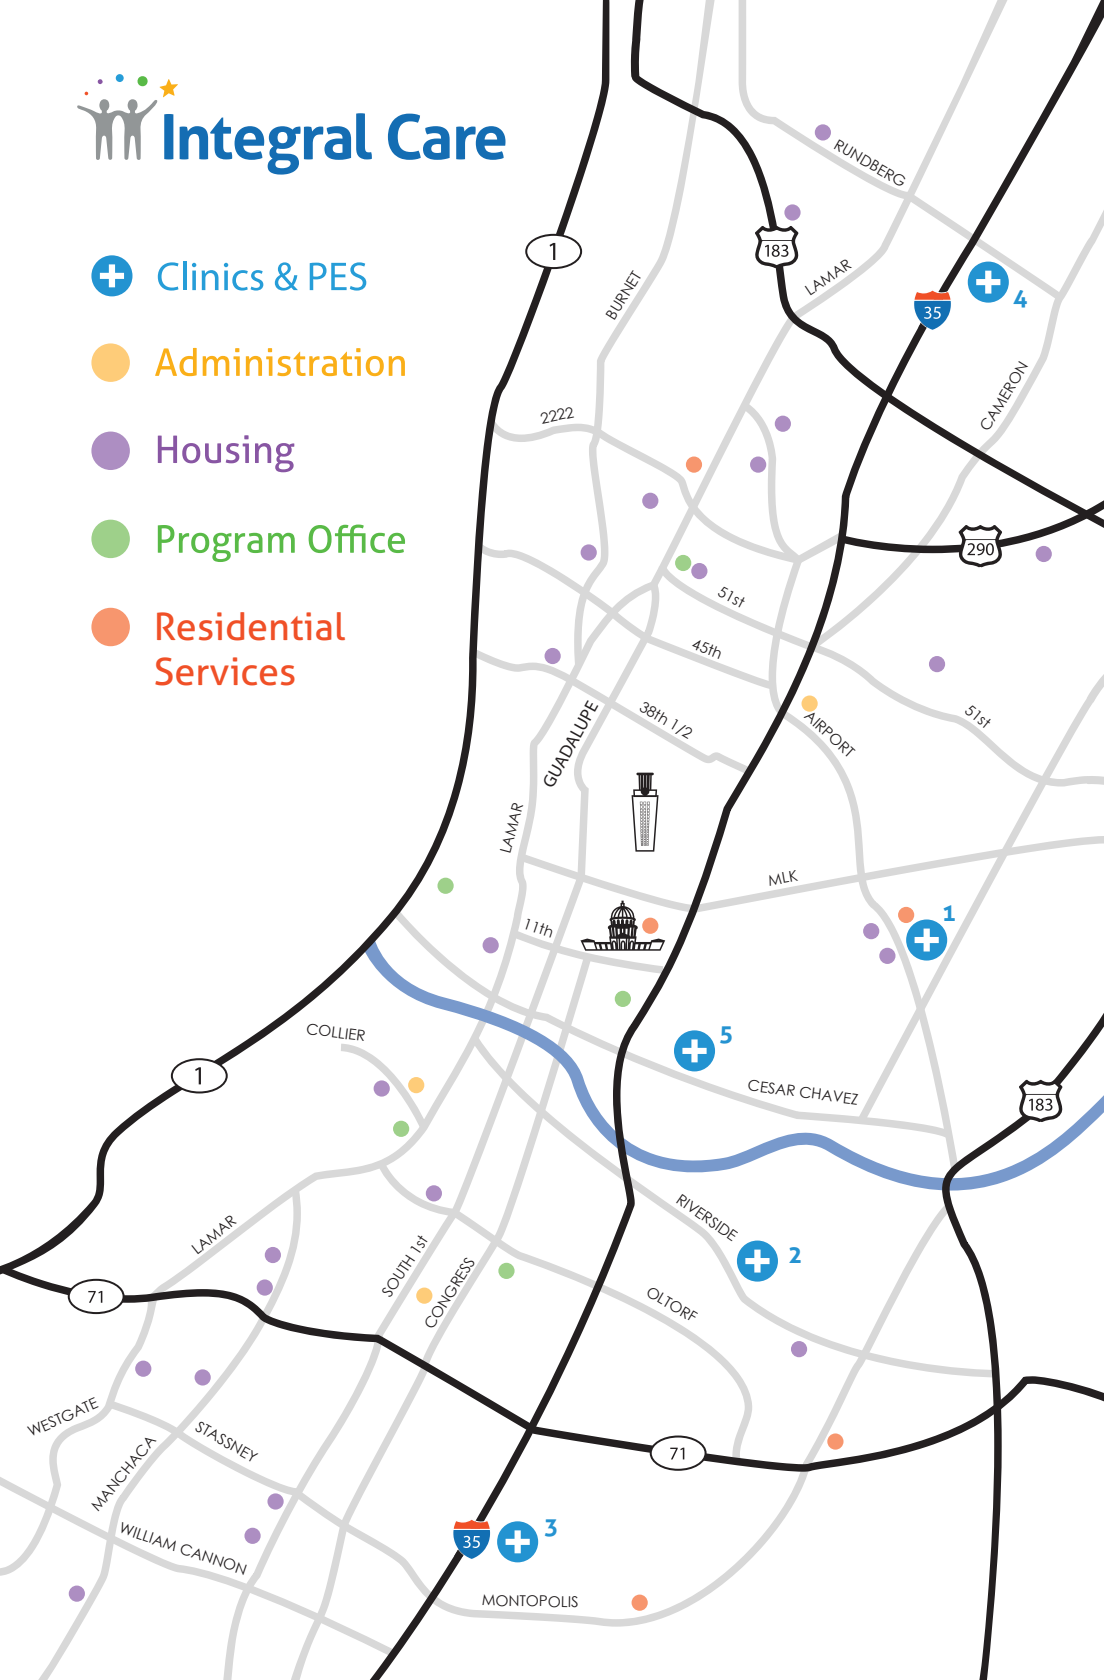 Integral Care
Clinics & PES
Administration
Housing
Program Office
Residential
Services
RUNDBERG
1
183
BURNET
LAMAR
35
4
CAMERON
2222
290
51st
45th
38th 1/2
GUADALUPE
AIRPORT
51st
LAMAR
MLK
11th
1
COLLIER
5
1
CESAR CHAVEZ
183
RIVERSIDE
2
LAMAR
SOUTH 1st
CONGRESS
71
OLTORF
WESTGATE
STASSNEY
MANCHACA
71
WILLIAM CANNON
35
3
MONTOPOLIS